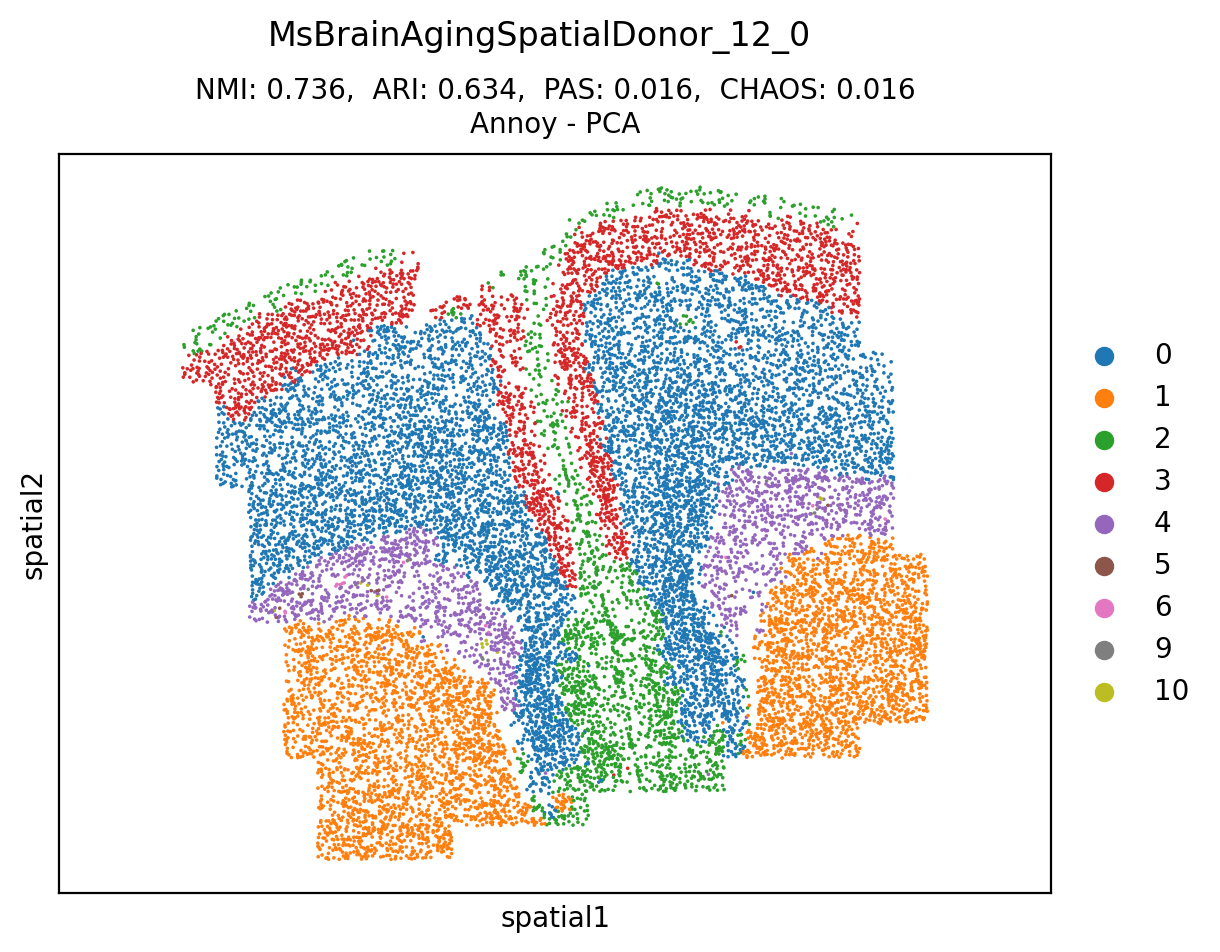 MsBrainAgingSpatialDonor_12_0
NMI: 0.736,  ARI: 0.634,  PAS: 0.016,  CHAOS: 0.016
Annoy - PCA
spatial2
0
1
2
3
4
5
6
9
10
spatial1